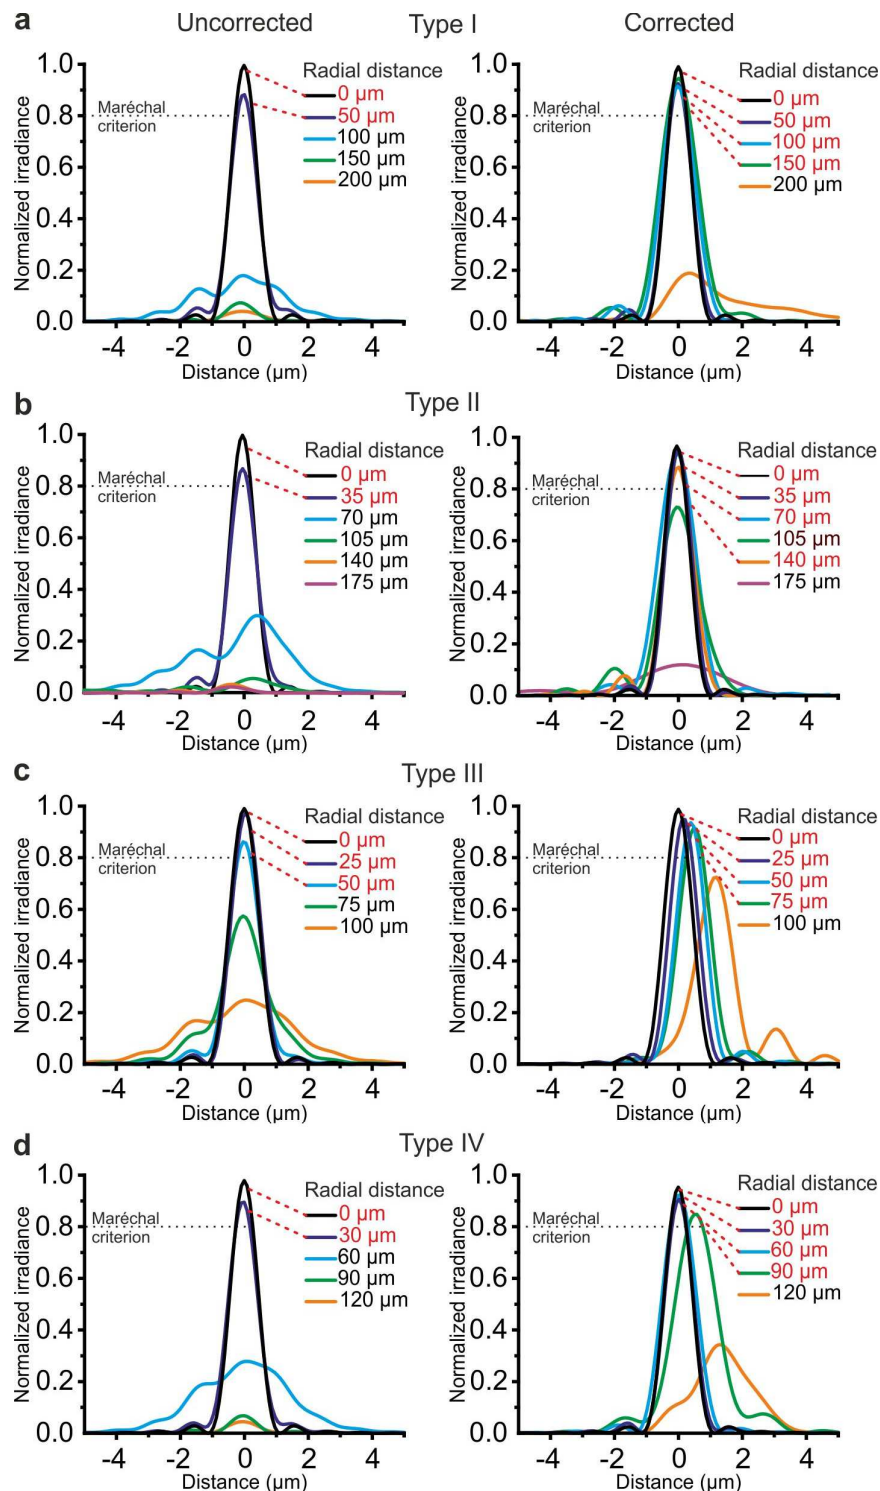 a Uncorrected Type I Corrected
Normalized irradiance
1.0
0.8
0.6
0.4
0.2
0.0
Maréchal
criterion
Radial distance
0 µm
50 µm
100 µm
150 µm
200 µm
-4 -2 0 2 4
Distance (µm)
Normalized irradiance
1.0
0.8
0.6
0.4
0.2
0.0
Maréchal
criterion
Radial distance
0 µm
50 µm
100 µm
150 µm
200 µm
-4 -2 0 2 4
Distance (µm)
b Type II
Normalized irradiance
1.0
0.8
0.6
0.4
0.2
0.0
Maréchal
criterion
Radial distance
0 µm
35 µm
70 µm
105 µm
140 µm
175 µm
-4 -2 0 2 4
Distance (µm)
Normalized irradiance
1.0
0.8
0.6
0.4
0.2
0.0
Maréchal
criterion
Radial distance
0 µm
35 µm
70 µm
105 µm
140 µm
175 µm
-4 -2 0 2 4
Distance (µm)
c Type III
Normalized irradiance
1.0
0.8
0.6
0.4
0.2
0.0
Maréchal
criterion
Radial distance
0 µm
25 µm
50 µm
75 µm
100 µm
-4 -2 0 2 4
Distance (µm)
Normalized irradiance
1.0
0.8
0.6
0.4
0.2
0.0
Maréchal
criterion
Radial distance
0 µm
25 µm
50 µm
75 µm
100 µm
-4 -2 0 2 4
Distance (µm)
d Type IV
Normalized irradiance
1.0
0.8
0.6
0.4
0.2
0.0
Maréchal
criterion
Radial distance
0 µm
30 µm
60 µm
90 µm
120 µm
-4 -2 0 2 4
Distance (µm)
Normalized irradiance
1.0
0.8
0.6
0.4
0.2
0.0
Maréchal
criterion
Radial distance
0 µm
30 µm
60 µm
90 µm
120 µm
-4 -2 0 2 4
Distance (µm)